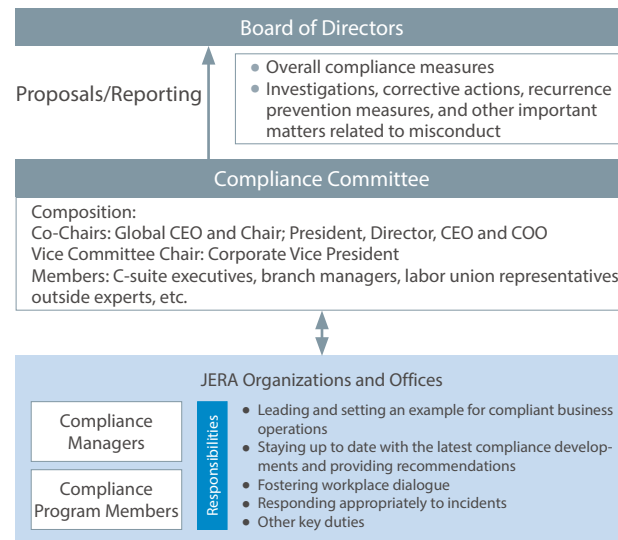 Board of Directors
Proposals/Reporting
• Overall compliance measures
• Investigations, corrective actions, recurrence
prevention measures, and other important
matters related to misconduct
Compliance Committee
Composition:
Co-Chairs: Global CEO and Chair; President, Director, CEO and COO
Vice Committee Chair: Corporate Vice President
Members: C-suite executives, branch managers, labor union representatives
outside experts, etc.
JERA Organizations and Offices
Compliance
Managers
Compliance
Program Members
Responsibilities
• Leading and setting an example for compliant business
operations
• Staying up to date with the latest compliance develop-
ments and providing recommendations
• Fostering workplace dialogue
• Responding appropriately to incidents
• Other key duties